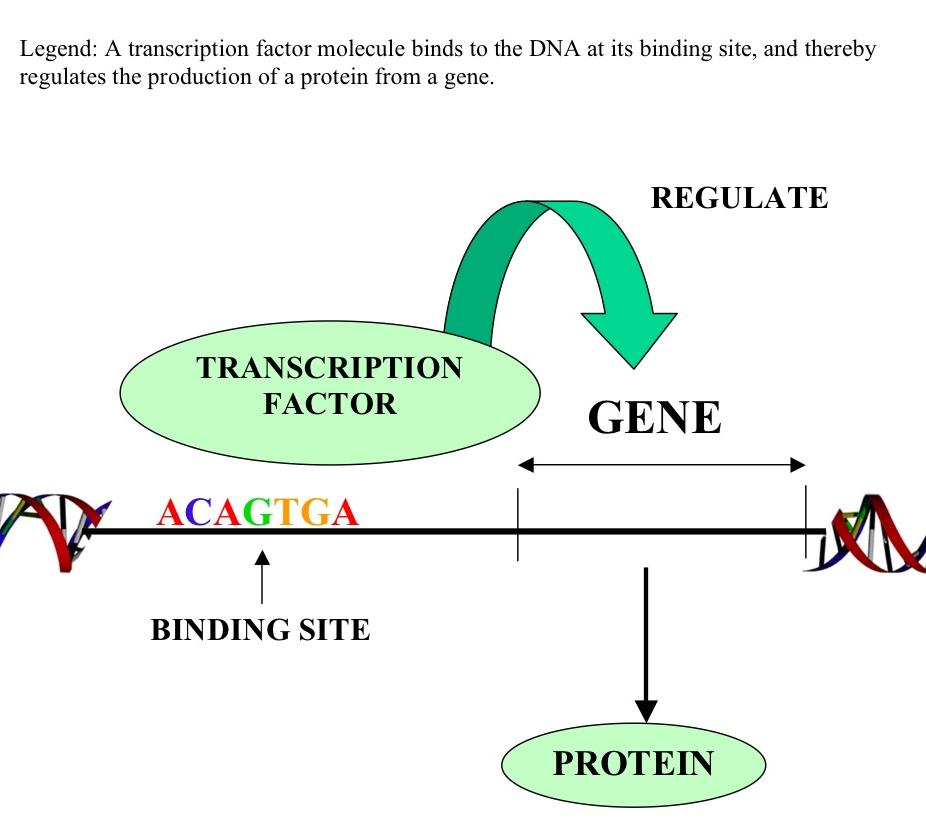 Legend: A transcription factor molecule binds to the DNA at its binding site, and thereby
regulates the production of a protein from a gene.
REGULATE
TRANSCRIPTION
FACTOR
GENE
ACAGTGA
BINDING SITE
PROTEIN